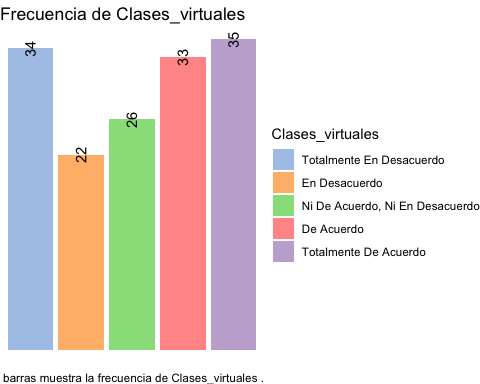 Frecuencia de Clases_virtuales
34
22
26
33
35
Clases_virtuales
Totalmente En Desacuerdo
En Desacuerdo
Ni De Acuerdo, Ni En Desacuerdo
De Acuerdo
Totalmente De Acuerdo
barras muestra la frecuencia de Clases_virtuales .